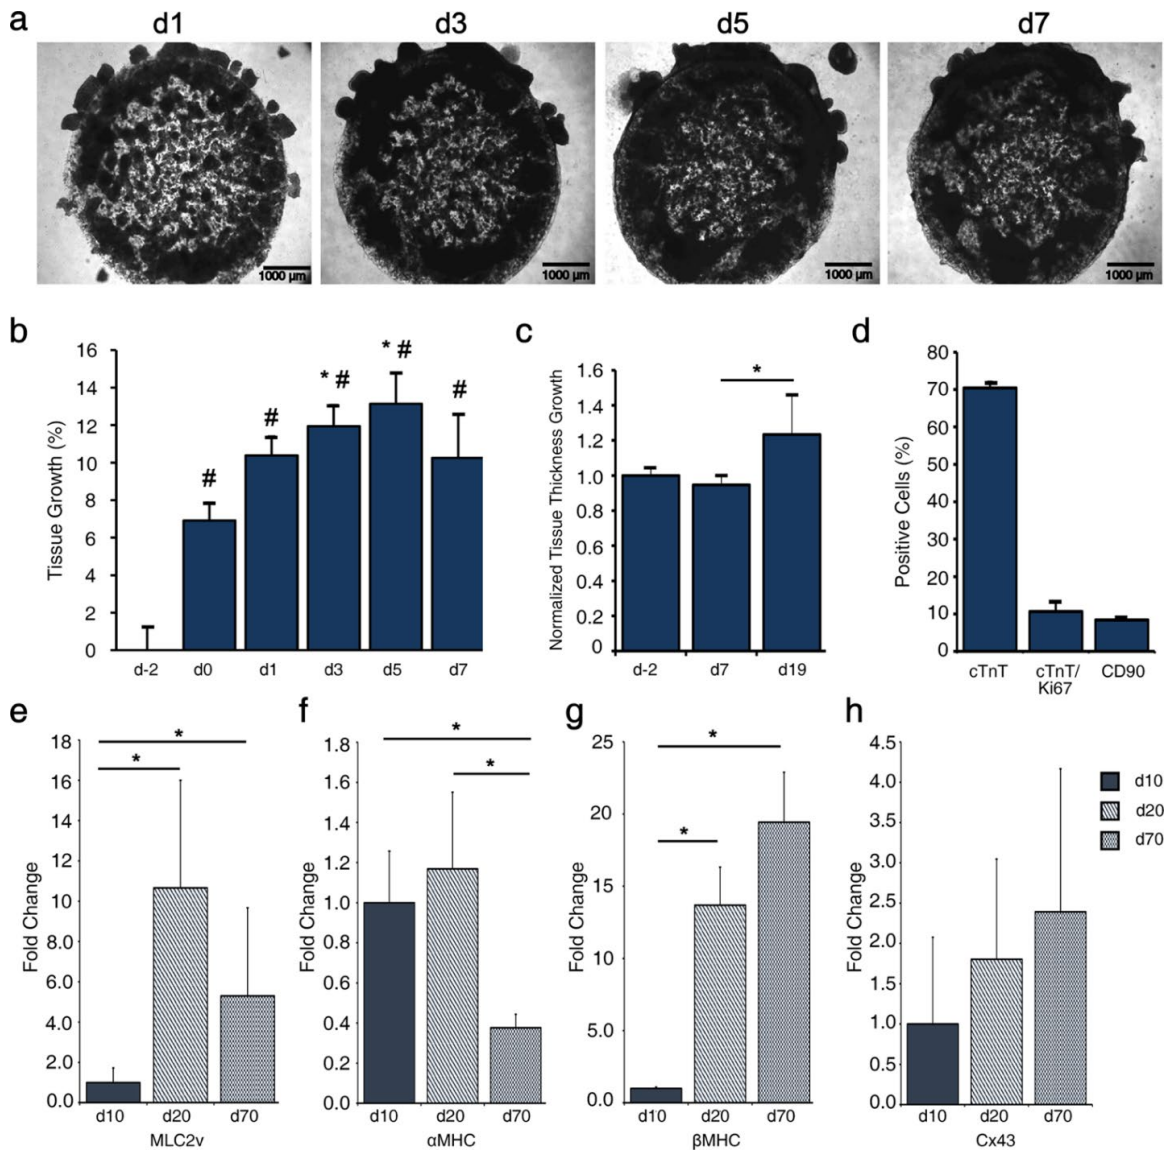 a
d1
d3
d5
d7
1000 µm
1000 µm
1000 µm
1000 µm
b
Tissue Growth (%)
16
14
12
10
8
6
4
2
0
#
#
* #
* #
#
d-2
d0
d1
d3
d5
d7
c
Normalized Tissue Thickness Growth
1.6
1.4
1.2
1.0
0.8
0.6
0.4
0.2
0
*
d-2
d7
d19
d
Positive Cells (%)
80
70
60
50
40
30
20
10
0
cTnT
cTnT/
Ki67
CD90
e
Fold Change
18
16
14
12
10
8.0
6.0
4.0
2.0
0.0
*
*
d10
d20
d70
MLC2v
f
Fold Change
1.8
1.6
1.4
1.2
1.0
0.8
0.6
0.4
0.2
0.0
*
*
d10
d20
d70
αMHC
g
Fold Change
25
20
15
10
5.0
0.0
*
*
d10
d20
d70
βMHC
h
Fold Change
4.5
4.0
3.5
3.0
2.5
2.0
1.5
1.0
0.5
0.0
d10
d20
d70
Cx43
d10
d20
d70